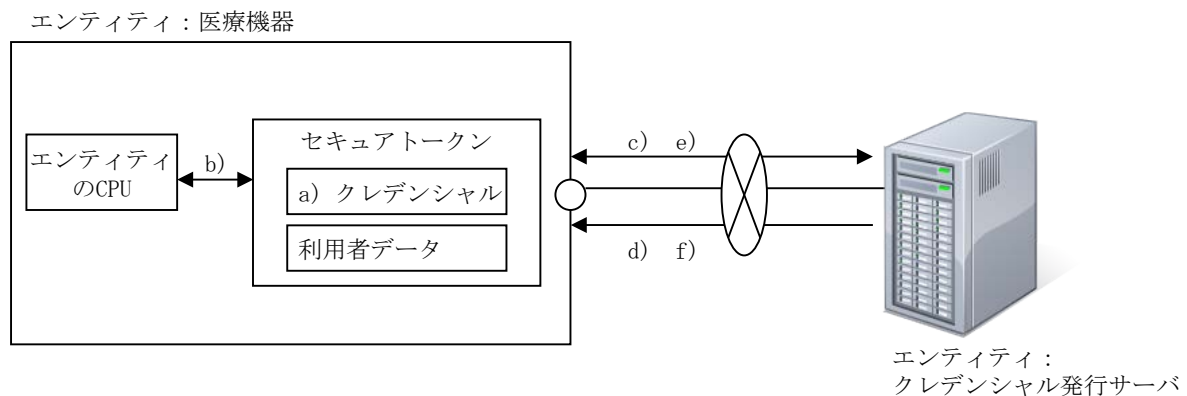 エンティティ：医療機器
エンティティ
のCPU
b)
セキュアトークン
a) クレデンシャル
利用者データ
c) e)
d) f)
エンティティ：
クレデンシャル発行サーバ